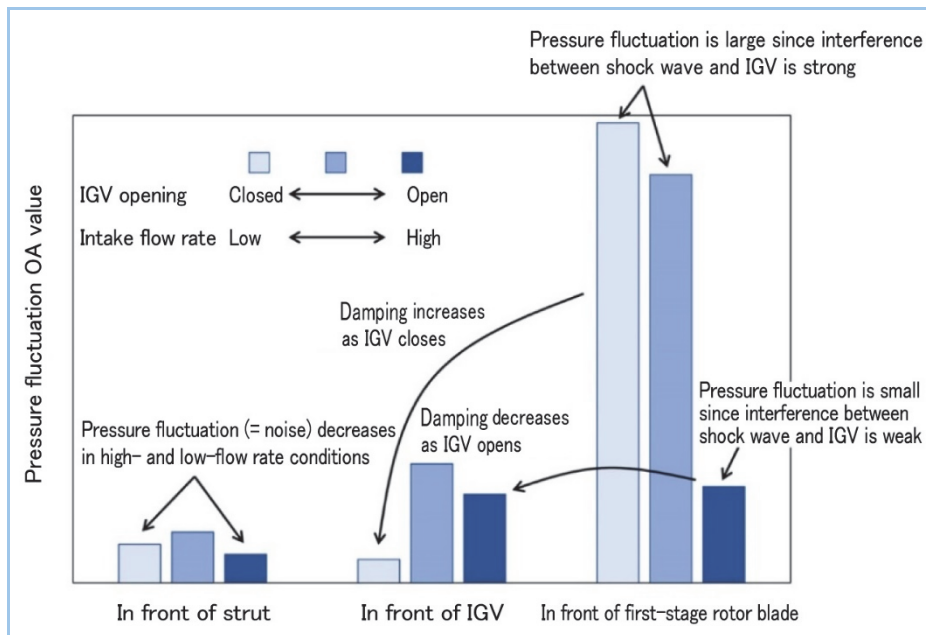 Pressure fluctuation is large since interference
between shock wave and IGV is strong
Pressure fluctuation OA value
IGV opening Closed Open
Intake flow rate Low High
Damping increases
as IGV closes
Pressure fluctuation (= noise) decreases
in high- and low-flow rate conditions
Damping decreases
as IGV opens
Pressure fluctuation is small
since interference between
shock wave and IGV is weak
In front of strut
In front of IGV
In front of first-stage rotor blade